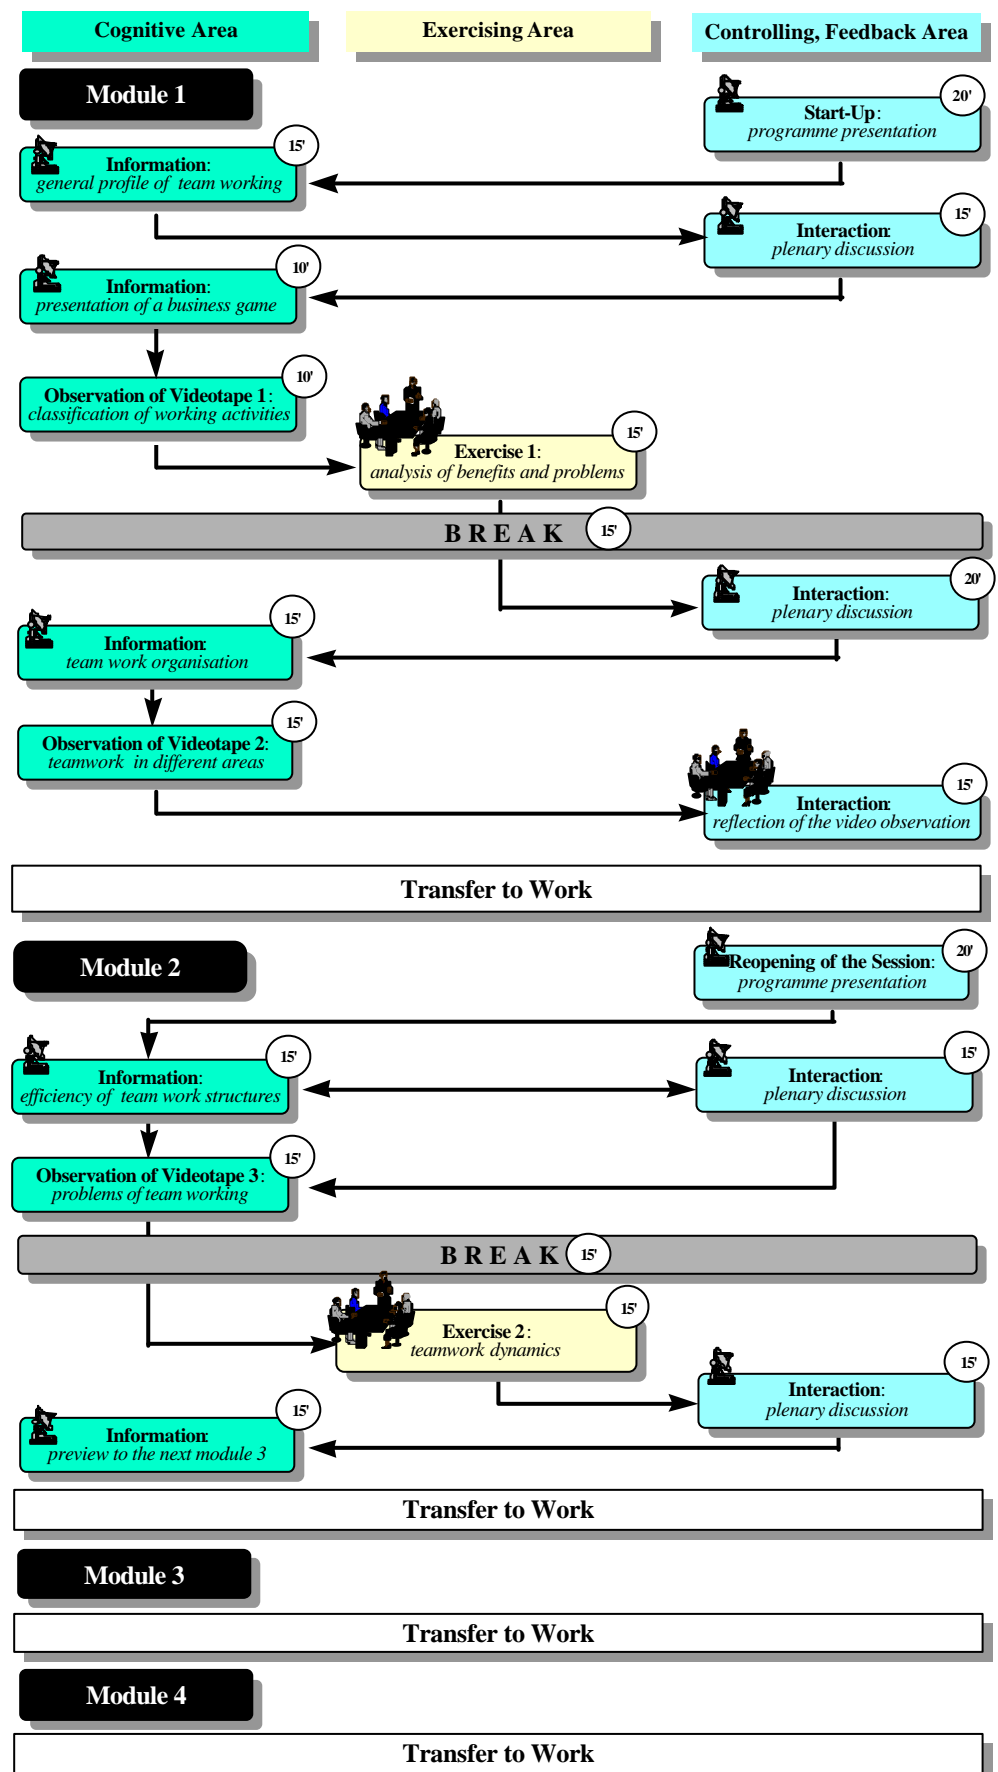 Cognitive Area
Exercising Area
Controlling, Feedback Area
Module 1
20'
Start-Up:
programme presentation
15'
Information:
general profile of team working
15'
Interaction:
plenary discussion
10'
Information:
presentation of a business game
10'
Observation of Videotape 1:
classification of working activities
15'
Exercise 1:
analysis of benefits and problems
BREAK 15'
20'
Interaction:
plenary discussion
15'
Information:
team work organisation
15'
Observation of Videotape 2:
teamwork in different areas
15'
Interaction:
reflection of the video observation
Transfer to Work
Module 2
20'
Reopening of the Session:
programme presentation
15'
Information:
efficiency of team work structures
15'
Interaction:
plenary discussion
15'
Observation of Videotape 3:
problems of team working
BREAK 15'
15'
Exercise 2:
teamwork dynamics
15'
Interaction:
plenary discussion
15'
Information:
preview to the next module 3
Transfer to Work
Module 3
Transfer to Work
Module 4
Transfer to Work